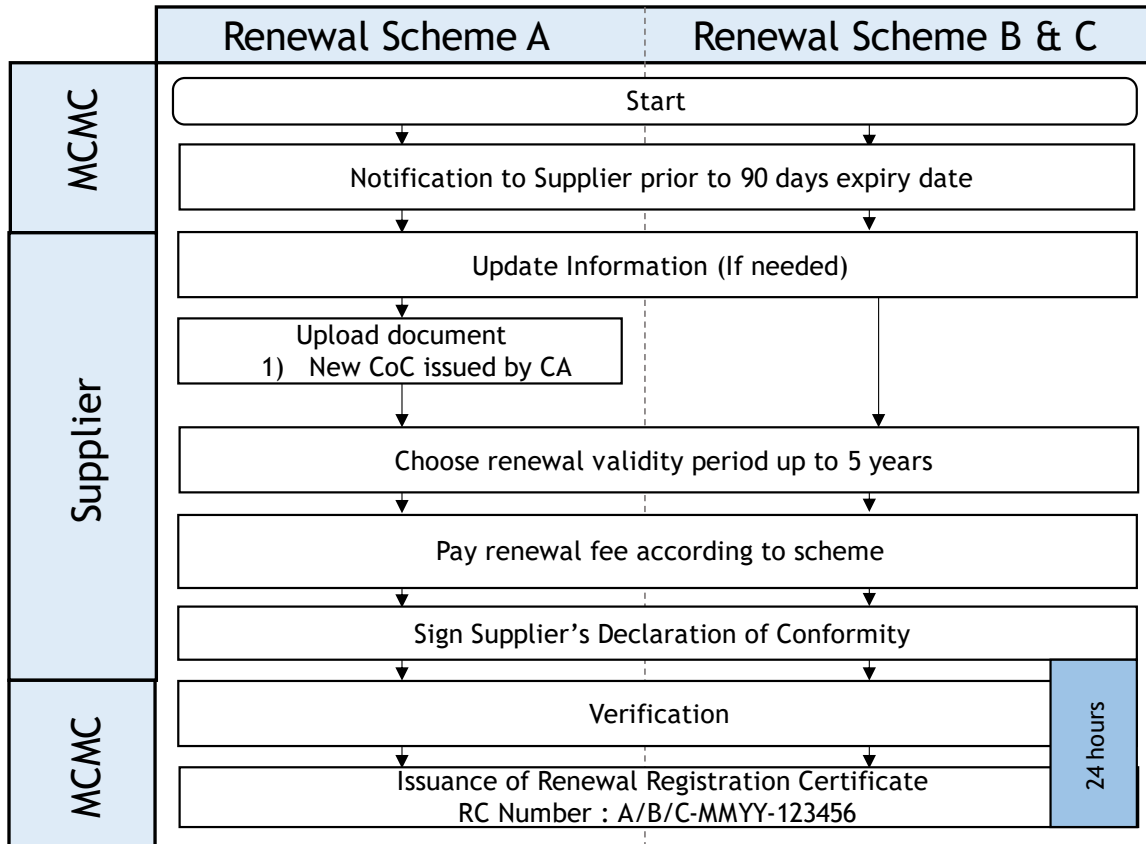 Renewal Scheme A
Renewal Scheme B & C
MCMC
Start
Notification to Supplier prior to 90 days expiry date
Supplier
Update Information (If needed)
Upload document
1) New CoC issued by CA
Choose renewal validity period up to 5 years
Pay renewal fee according to scheme
Sign Supplier’s Declaration of Conformity
MCMC
Verification
24 hours
Issuance of Renewal Registration Certificate
RC Number : A/B/C-MMYY-123456